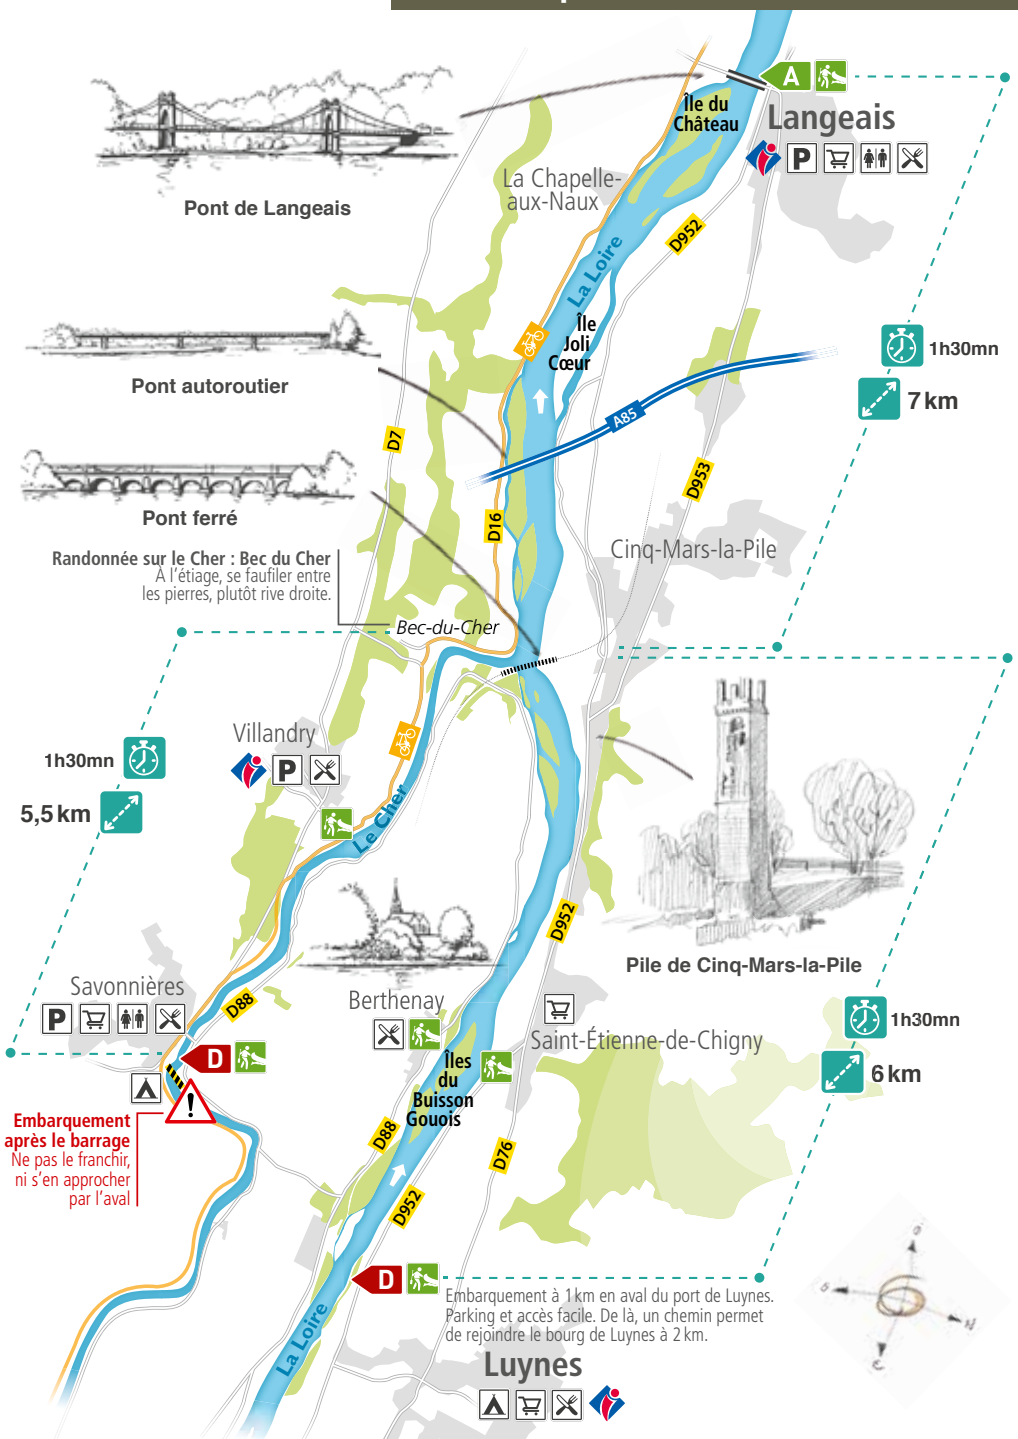 A
Île du
Château
Langeais
P
La Chapelle-
aux-Naux
Pont de Langeais
D952
La Loire
Île
Joli
Cœur
1h30mn
7 km
Pont autoroutier
A85
D7
D953
Pont ferré
D16
Cinq-Mars-la-Pile
Randonnée sur le Cher : Bec du Cher
À l'étiage, se faufiler entre
les pierres, plutôt rive droite.
Bec-du-Cher
Villandry
P
1h30mn
5,5 km
Le Cher
D952
Pile de Cinq-Mars-la-Pile
Savonnières
P
D88
Berthenay
Saint-Étienne-de-Chigny
1h30mn
6 km
D
Îles
du
Buisson
Gouois
!
Embarquement
après le barrage
Ne pas le franchir,
ni s'en approcher
par l'aval
D88
D76
D952
D
Embarquement à 1 km en aval du port de Luynes.
Parking et accès facile. De là, un chemin permet
de rejoindre le bourg de Luynes à 2 km.
La Loire
Luynes